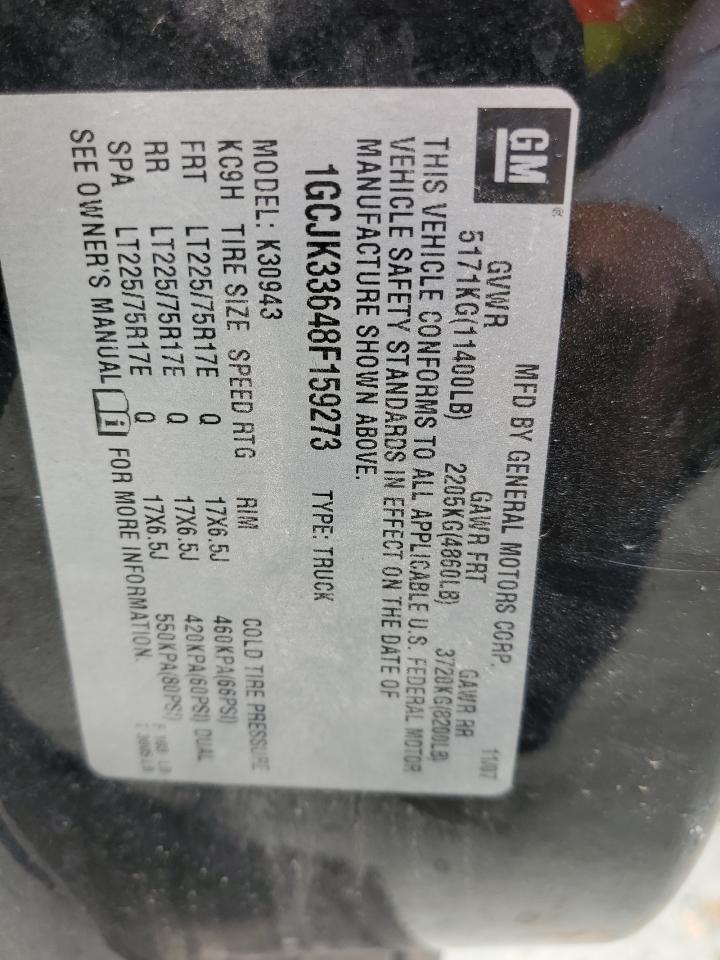 GM®
MFD BY GENERAL MOTORS CORP. 11/07
GVWR GAWR FRT GAWR RR
5171KG(11400LB) 2205KG(4860LB) 3720KG(8200LB)
THIS VEHICLE CONFORMS TO ALL APPLICABLE U.S. FEDERAL MOTOR
VEHICLE SAFETY STANDARDS IN EFFECT ON THE DATE OF
MANUFACTURE SHOWN ABOVE.
1GCJK33648F159273 TYPE: TRUCK
MODEL: K30943
KC9H TIRE SIZE SPEED RTG RIM COLD TIRE PRESSURE
FRT LT225/75R17E Q 17X6.5J 460KPA(66PSI)
RR LT225/75R17E Q 17X6.5J 420KPA(60PSI) DUAL
SPA LT225/75R17E Q 17X6.5J 550KPA(80PSI)
SEE OWNER'S MANUAL i FOR MORE INFORMATION.